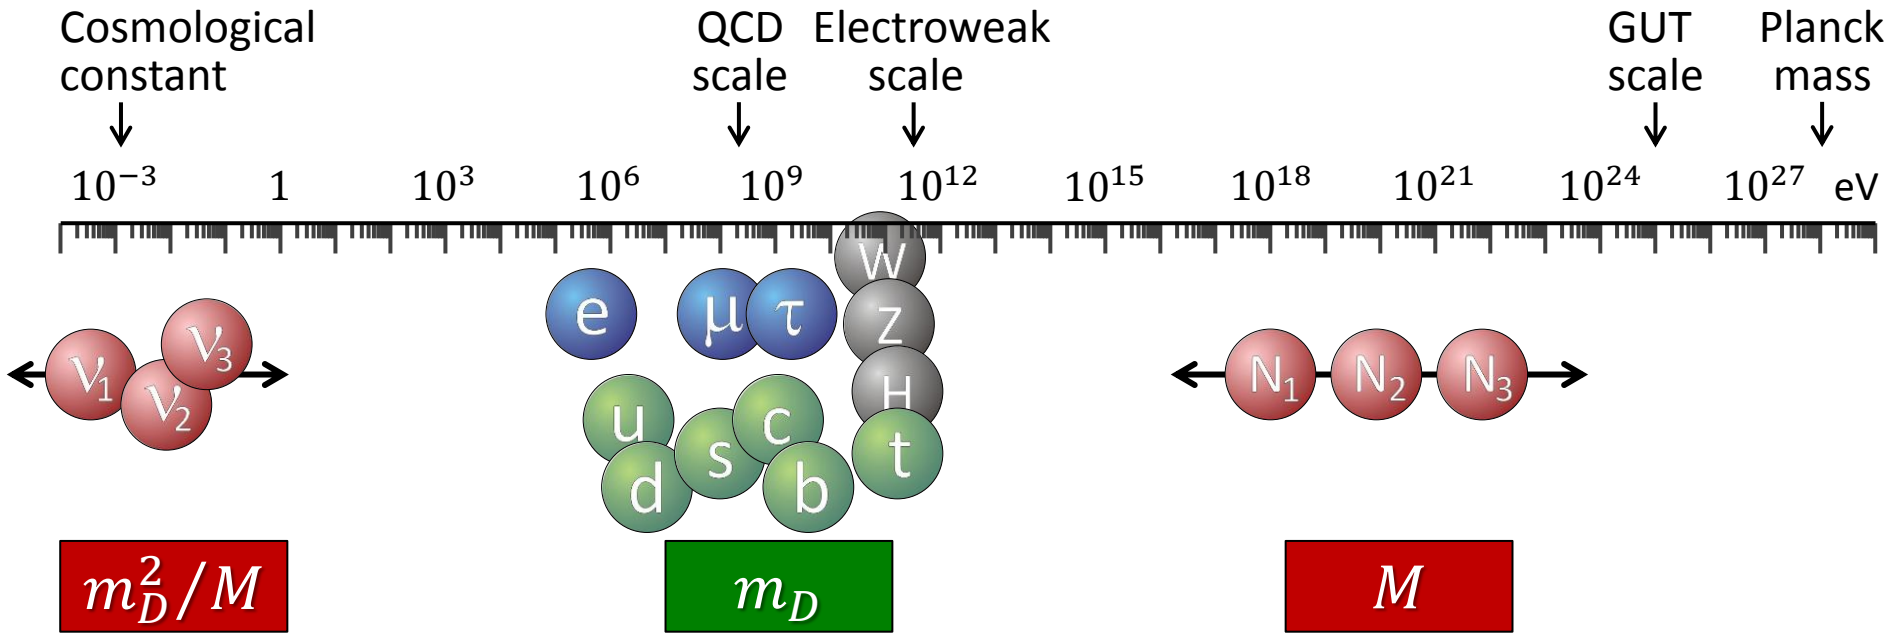 Cosmological constant
QCD scale
Electroweak scale
GUT scale
Planck mass
10⁻³ 1 10³ 10⁶ 10⁹ 10¹² 10¹⁵ 10¹⁸ 10²¹ 10²⁴ 10²⁷ eV
W
e μ τ Z
ν₁ ν₂ ν₃
H
N₁ N₂ N₃
u d s c b t
m_D²/M
m_D
M